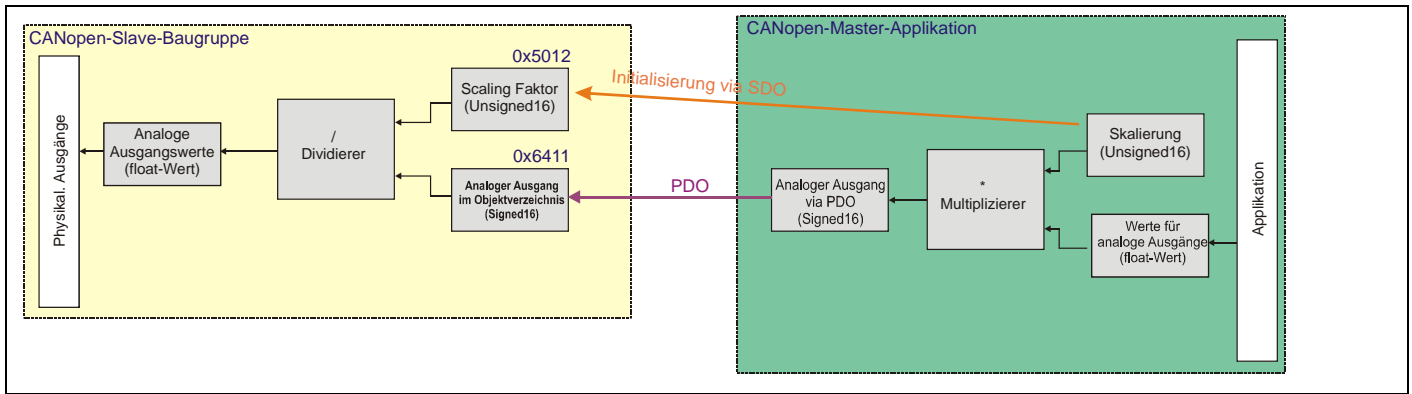 CANopen-Slave-Baugruppe
Physikal. Ausgänge
Analoge
Ausgangswerte
(float-Wert)
/
Dividierer
0x5012
Scaling Faktor
(Unsigned16)
0x6411
Analoger Ausgang
im Objektverzeichnis
(Signed16)
Initialisierung via SDO
PDO
CANopen-Master-Applikation
Analoger Ausgang
via PDO
(Signed16)
*
Multiplizierer
Skalierung
(Unsigned16)
Werte für
analoge Ausgänge
(float-Wert)
Applikation